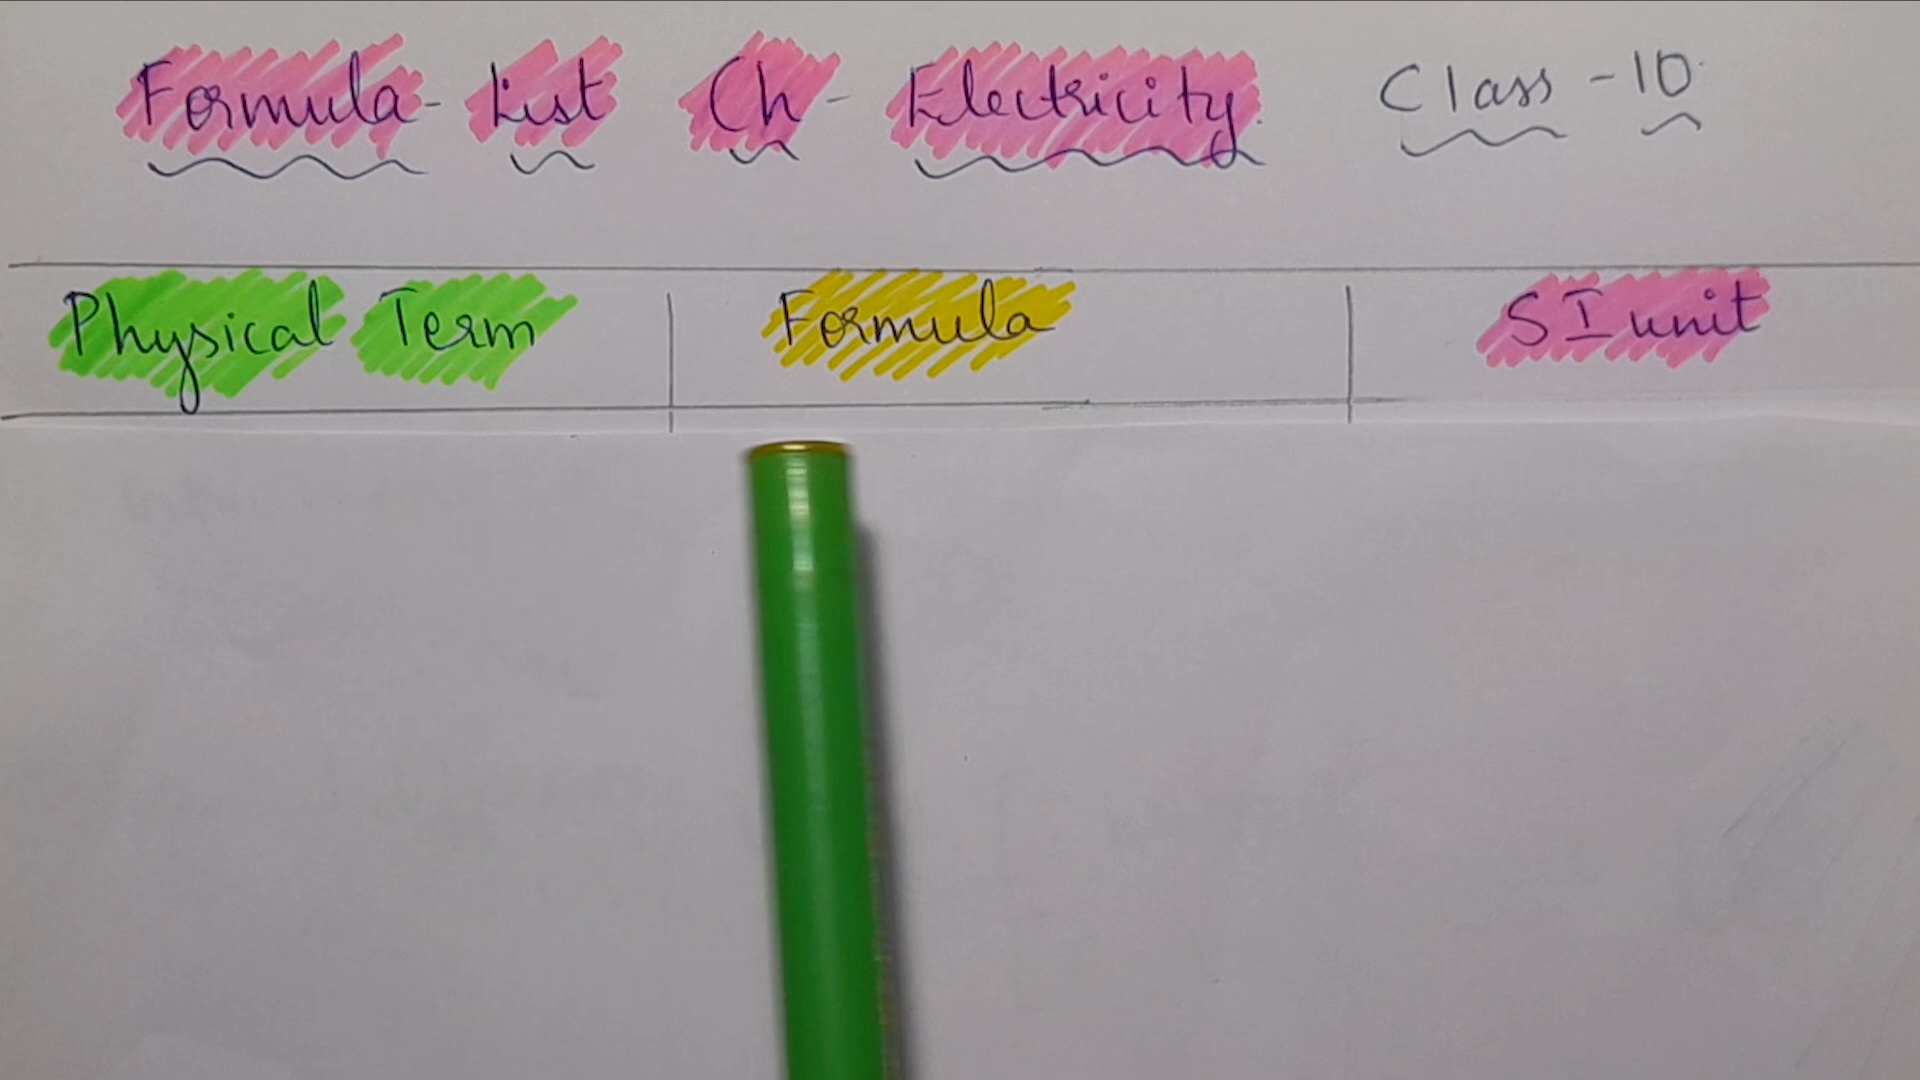 Formula-List Ch- Electricity. Class-10
Physical Term Formula SI unit